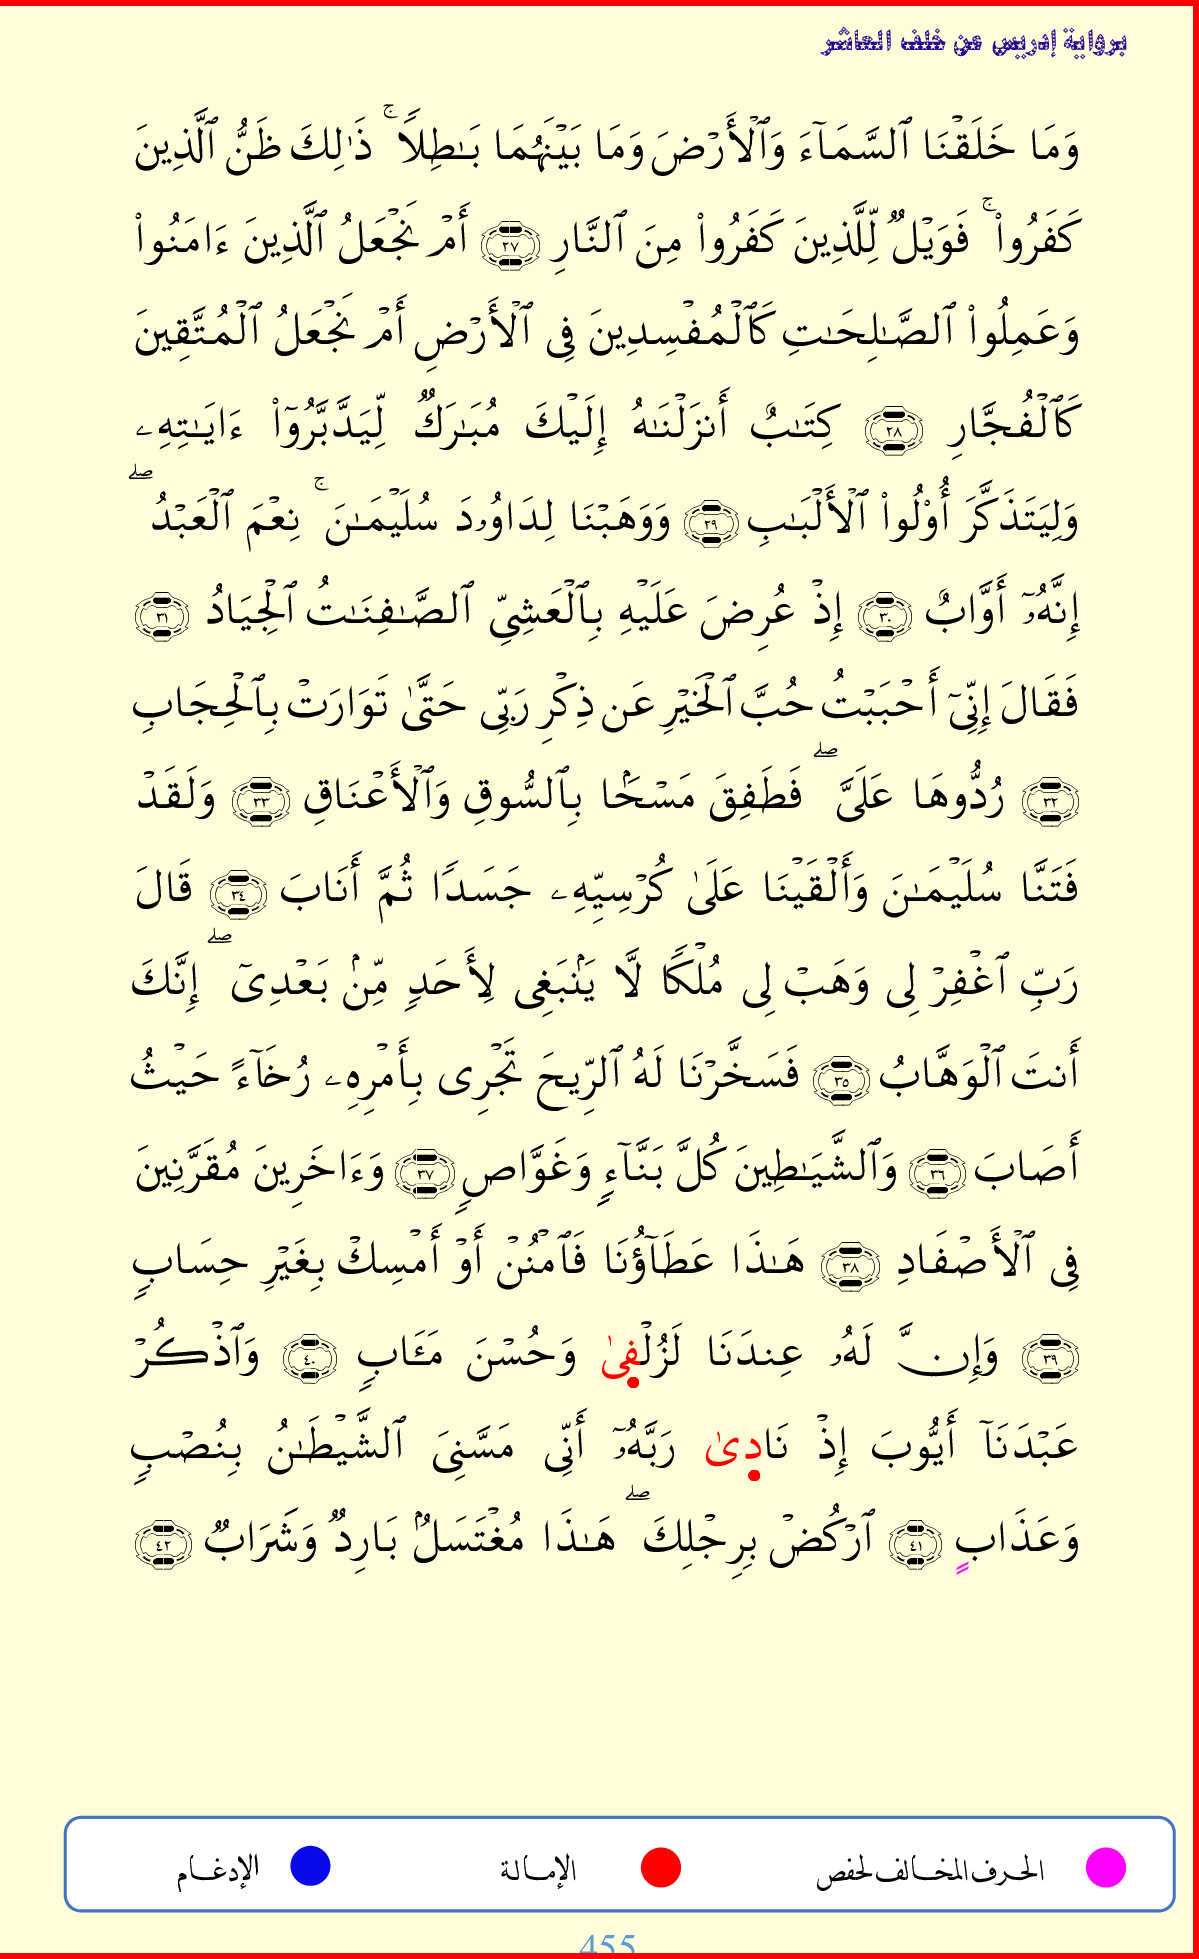 برواية إدريس عن خلف العاشر
وَمَا خَلَقۡنَا ٱلسَّمَآءَ وَٱلۡأَرۡضَ وَمَا بَيۡنَهُمَا بَٰطِلٗاۚ ذَٰلِكَ ظَنُّ ٱلَّذِينَ
كَفَرُواْۚ فَوَيۡلٞ لِّلَّذِينَ كَفَرُواْ مِنَ ٱلنَّارِ ٢٧ أَمۡ نَجۡعَلُ ٱلَّذِينَ ءَامَنُواْ
وَعَمِلُواْ ٱلصَّٰلِحَٰتِ كَٱلۡمُفۡسِدِينَ فِي ٱلۡأَرۡضِ أَمۡ نَجۡعَلُ ٱلۡمُتَّقِينَ
كَٱلۡفُجَّارِ ٢٨ كِتَٰبٌ أَنزَلۡنَٰهُ إِلَيۡكَ مُبَٰرَكٞ لِّيَدَّبَّرُوٓاْ ءَايَٰتِهِۦ
وَلِيَتَذَكَّرَ أُوْلُواْ ٱلۡأَلۡبَٰبِ ٢٩ وَوَهَبۡنَا لِدَاوُۥدَ سُلَيۡمَٰنَۚ نِعۡمَ ٱلۡعَبۡدُۖ
إِنَّهُۥٓ أَوَّابٌ ٣٠ إِذۡ عُرِضَ عَلَيۡهِ بِٱلۡعَشِيِّ ٱلصَّٰفِنَٰتُ ٱلۡجِيَادُ ٣١
فَقَالَ إِنِّيٓ أَحۡبَبۡتُ حُبَّ ٱلۡخَيۡرِ عَن ذِكۡرِ رَبِّي حَتَّىٰ تَوَارَتۡ بِٱلۡحِجَابِ
٣٢ رُدُّوهَا عَلَيَّۖ فَطَفِقَ مَسۡحَۢا بِٱلسُّوقِ وَٱلۡأَعۡنَاقِ ٣٣ وَلَقَدۡ
فَتَنَّا سُلَيۡمَٰنَ وَأَلۡقَيۡنَا عَلَىٰ كُرۡسِيِّهِۦ جَسَدٗا ثُمَّ أَنَابَ ٣٤ قَالَ
رَبِّ ٱغۡفِرۡ لِي وَهَبۡ لِي مُلۡكٗا لَّا يَنۢبَغِي لِأَحَدٖ مِّنۢ بَعۡدِيٓۖ إِنَّكَ
أَنتَ ٱلۡوَهَّابُ ٣٥ فَسَخَّرۡنَا لَهُ ٱلرِّيحَ تَجۡرِي بِأَمۡرِهِۦ رُخَآءً حَيۡثُ
أَصَابَ ٣٦ وَٱلشَّيَٰطِينَ كُلَّ بَنَّآءٖ وَغَوَّاصٖ ٣٧ وَءَاخَرِينَ مُقَرَّنِينَ
فِي ٱلۡأَصۡفَادِ ٣٨ هَٰذَا عَطَآؤُنَا فَٱمۡنُنۡ أَوۡ أَمۡسِكۡ بِغَيۡرِ حِسَابٖ
٣٩ وَإِنَّ لَهُۥ عِندَنَا لَزُلۡفىٰ وَحُسۡنَ مَـَٔابٖ ٤٠ وَٱذۡكُرۡ
عَبۡدَنَآ أَيُّوبَ إِذۡ نَادىٰ رَبَّهُۥٓ أَنِّي مَسَّنِيَ ٱلشَّيۡطَٰنُ بِنُصۡبٖ
وَعَذَابٍ ٤١ ٱرۡكُضۡ بِرِجۡلِكَۖ هَٰذَا مُغۡتَسَلُۢ بَارِدٞ وَشَرَابٞ ٤٢
الحرف المخالف لحفص
الإمالة
الإدغام
455